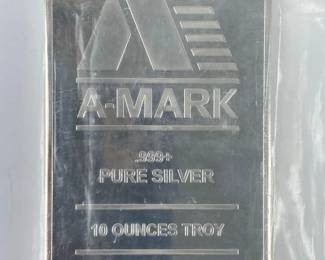 A-MARK
.999+
PURE SILVER
10 OUNCES TROY